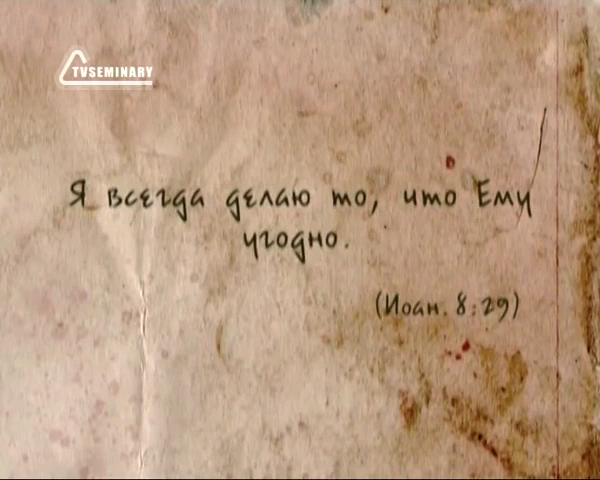 TVSEMINARY
Я всегда делаю то, что Ему
угодно.
(Иоан. 8:29)